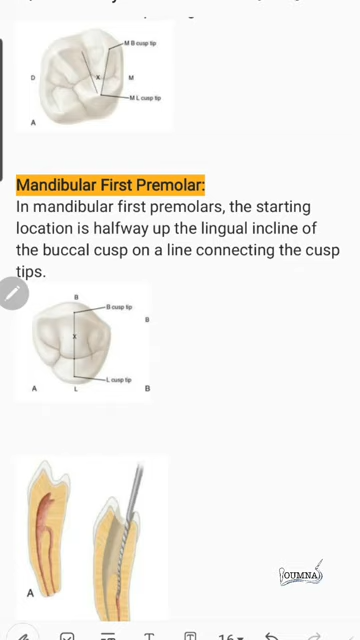 M B cusp tip
D
X
M
M L cusp tip
A
Mandibular First Premolar:
In mandibular first premolars, the starting
location is halfway up the lingual incline of
the buccal cusp on a line connecting the cusp
tips.
B
B cusp tip
B
X
L cusp tip
A
L
B
A
OUMNA
16